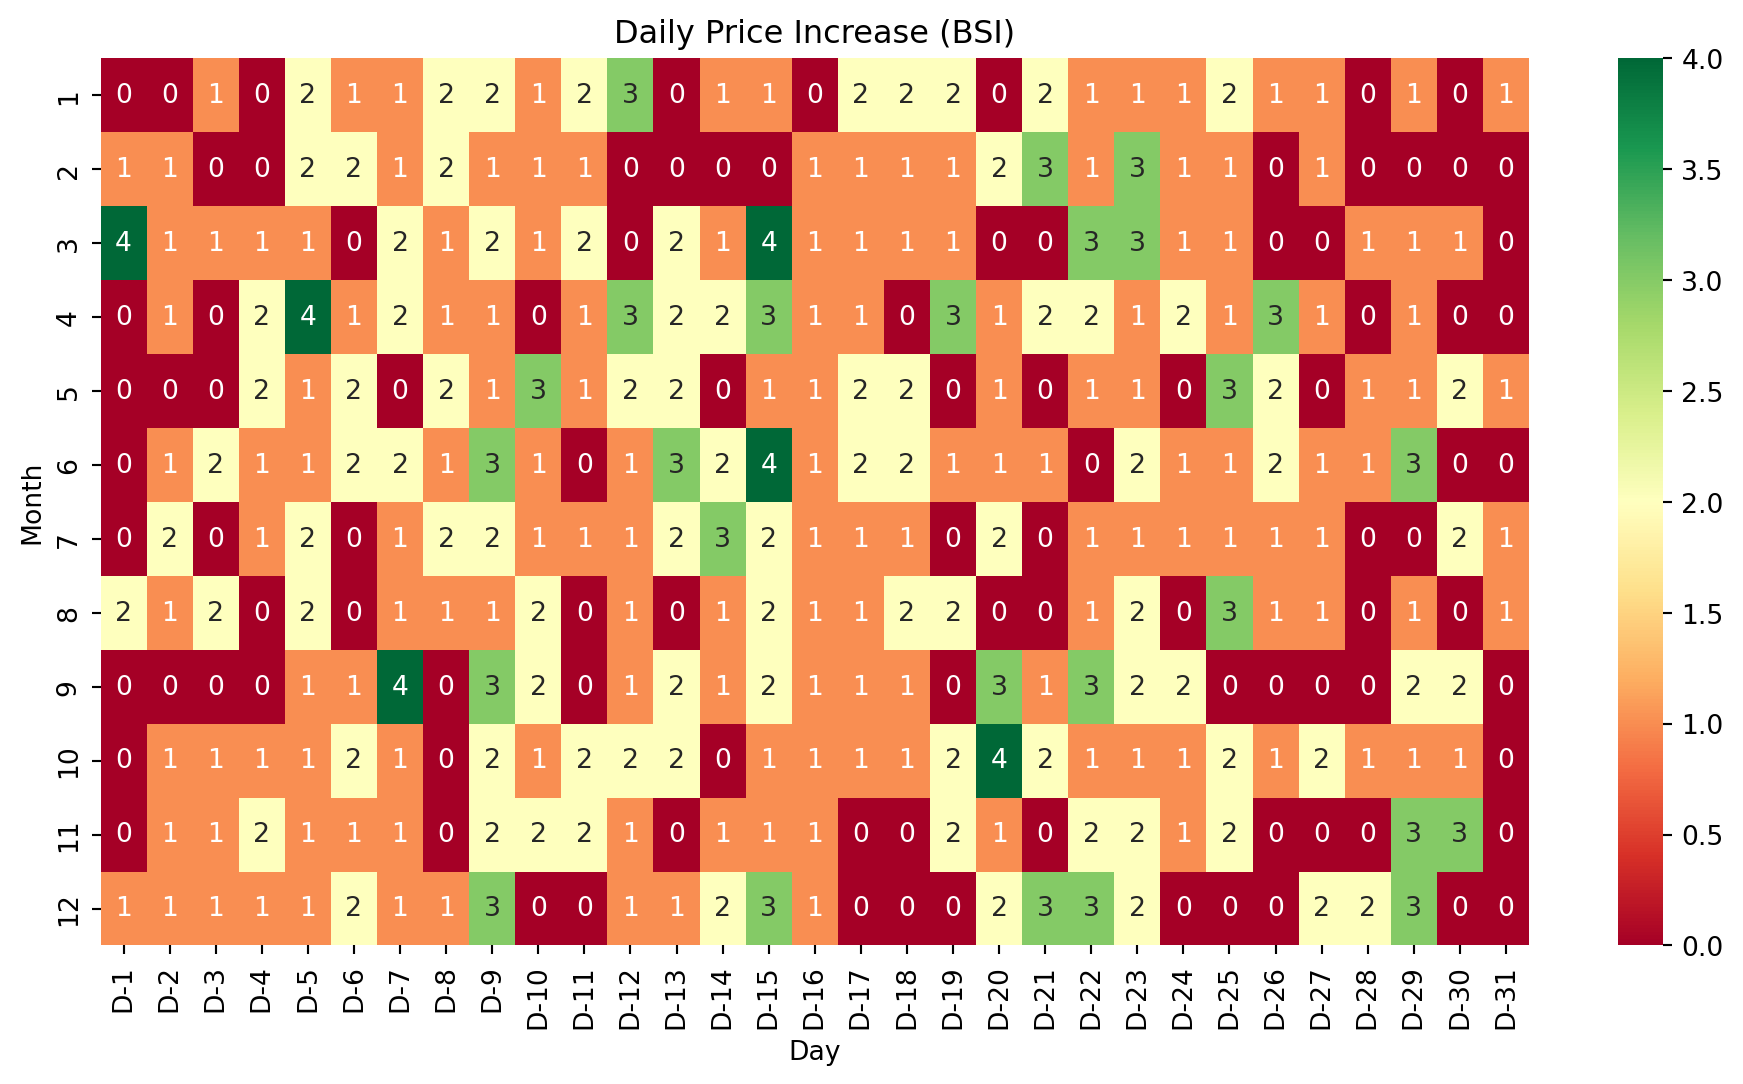 Daily Price Increase (BSI)
1 0 0 1 0 2 1 1 2 2 1 2 3 0 1 1 0 2 2 2 0 2 1 1 1 2 1 1 0 1 0 1
2 1 1 0 0 2 2 1 2 1 1 1 0 0 0 0 1 1 1 1 2 3 1 3 1 1 0 1 0 0 0 0
3 4 1 1 1 1 0 2 1 2 1 2 0 2 1 4 1 1 1 1 0 0 3 3 1 1 0 0 1 1 1 0
4 0 1 0 2 4 1 2 1 1 0 1 3 2 2 3 1 1 0 3 1 2 2 1 2 1 3 1 0 1 0 0
5 0 0 0 2 1 2 0 2 1 3 1 2 2 0 1 1 2 2 0 1 0 1 1 0 3 2 0 1 1 2 1
6 0 1 2 1 1 2 2 1 3 1 0 1 3 2 4 1 2 2 1 1 1 0 2 1 1 2 1 1 3 0 0
7 0 2 0 1 2 0 1 2 2 1 1 1 2 3 2 1 1 1 0 2 0 1 1 1 1 1 1 0 0 2 1
8 2 1 2 0 2 0 1 1 1 2 0 1 0 1 2 1 1 2 2 0 0 1 2 0 3 1 1 0 1 0 1
9 0 0 0 0 1 1 4 0 3 2 0 1 2 1 2 1 1 1 0 3 1 3 2 2 0 0 0 0 2 2 0
10 0 1 1 1 1 2 1 0 2 1 2 2 2 0 1 1 1 1 2 4 2 1 1 1 2 1 2 1 1 1 0
11 0 1 1 2 1 1 1 0 2 2 2 1 0 1 1 1 0 0 2 1 0 2 2 1 2 0 0 0 3 3 0
12 1 1 1 1 1 2 1 1 3 0 0 1 1 2 3 1 0 0 0 2 3 3 2 0 0 0 2 2 3 0 0
Month
D-1 D-2 D-3 D-4 D-5 D-6 D-7 D-8 D-9 D-10 D-11 D-12 D-13 D-14 D-15 D-16 D-17 D-18 D-19 D-20 D-21 D-22 D-23 D-24 D-25 D-26 D-27 D-28 D-29 D-30 D-31
Day
4.0
3.5
3.0
2.5
2.0
1.5
1.0
0.5
0.0